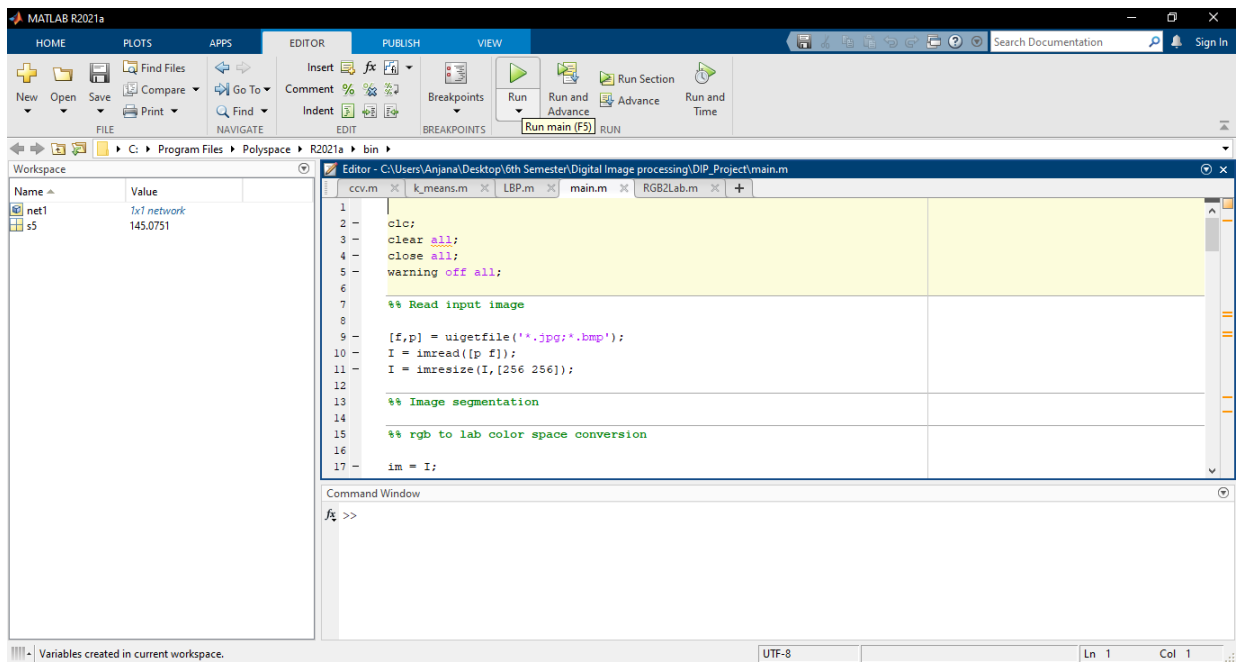 MATLAB R2021a
HOME PLOTS APPS EDITOR PUBLISH VIEW Search Documentation Sign In
Find Files Insert fx
New Open Save Compare Go To Comment % Breakpoints Run Run and Advance Run Section Advance Run and Time
Print Find Indent
FILE NAVIGATE EDIT BREAKPOINTS RUN
Run main (F5)
C: Program Files Polyspace R2021a bin
Workspace
Name Value
net1 1x1 network
s5 145.0751
Editor - C:\Users\Anjana\Desktop\6th Semester\Digital Image processing\DIP_Project\main.m
ccv.m k_means.m LBP.m main.m RGB2Lab.m +
1
2 - clc;
3 - clear all;
4 - close all;
5 - warning off all;
6
7 %% Read input image
8
9 - [f,p] = uigetfile('*.jpg;*.bmp');
10 - I = imread([p f]);
11 - I = imresize(I,[256 256]);
12
13 %% Image segmentation
14
15 %% rgb to lab color space conversion
16
17 - im = I;
Command Window
fx >>
Variables created in current workspace. UTF-8 Ln 1 Col 1